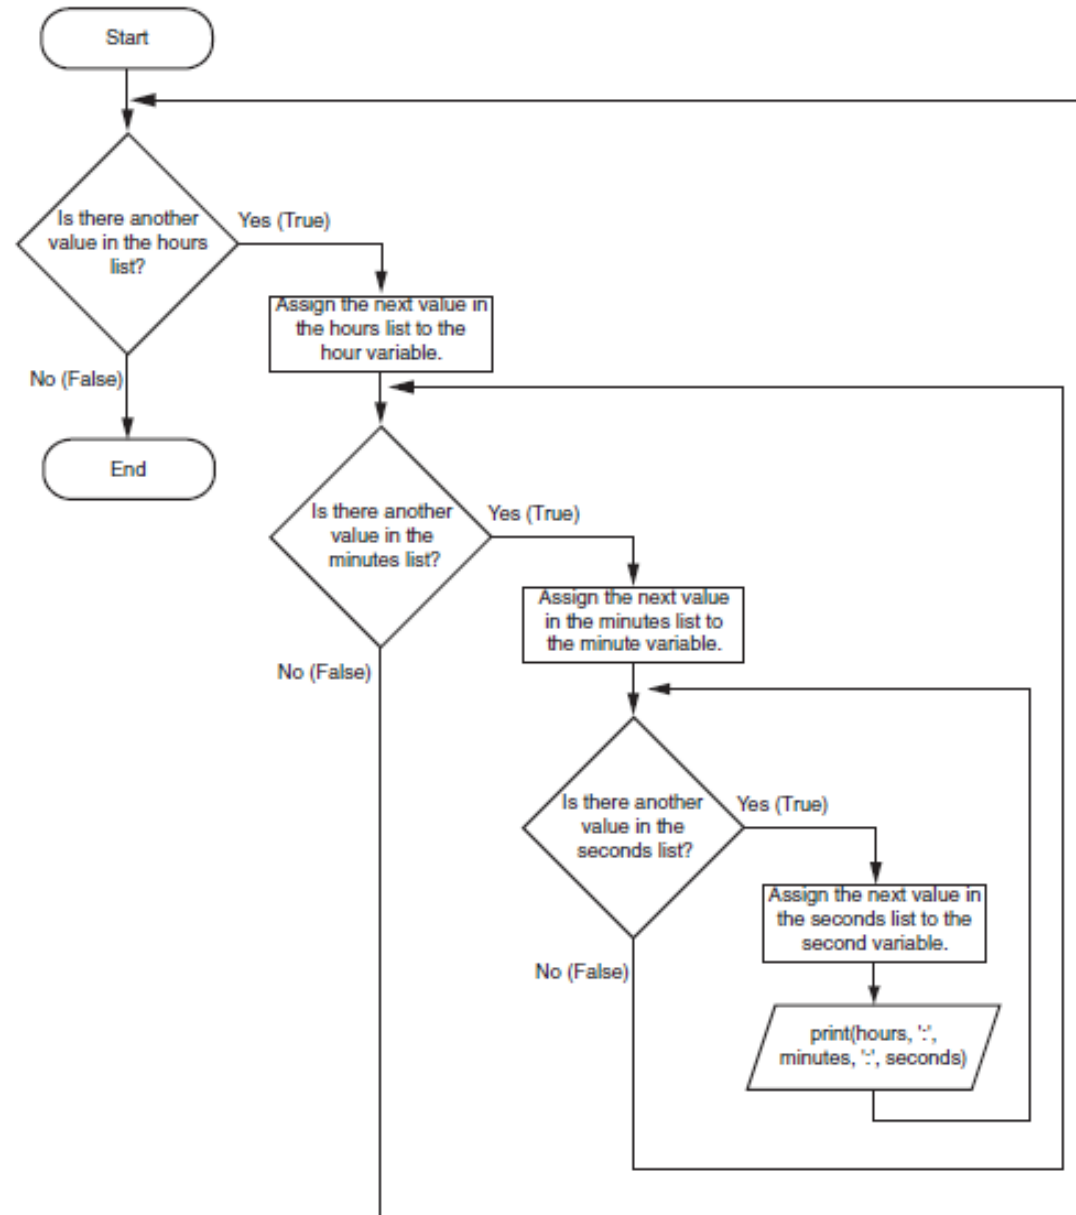 Start
Is there another
value in the hours
list?
Yes (True)
Assign the next value in
the hours list to the
hour variable.
No (False)
End
Is there another
value in the
minutes list?
Yes (True)
Assign the next value
in the minutes list to
the minute variable.
No (False)
Is there another
value in the
seconds list?
Yes (True)
Assign the next value in
the seconds list to the
second variable.
No (False)
print(hours, ':',
minutes, ':', seconds)